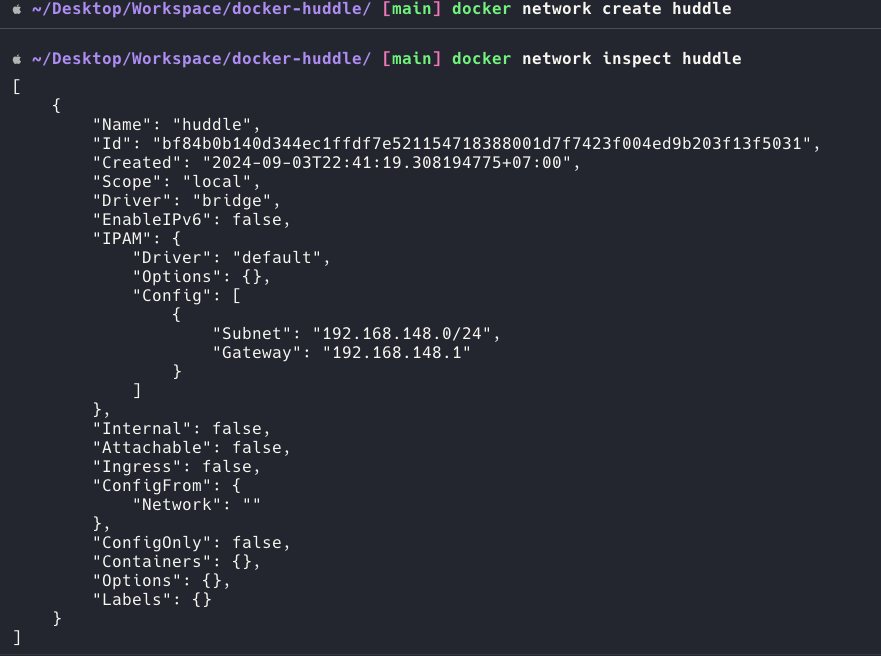 ~/Desktop/Workspace/docker-huddle/ [main] docker network create huddle
~/Desktop/Workspace/docker-huddle/ [main] docker network inspect huddle
[
    {
        "Name": "huddle",
        "Id": "bf84b0b140d344ec1ffdf7e521154718388001d7f7423f004ed9b203f13f5031",
        "Created": "2024-09-03T22:41:19.308194775+07:00",
        "Scope": "local",
        "Driver": "bridge",
        "EnableIPv6": false,
        "IPAM": {
            "Driver": "default",
            "Options": {},
            "Config": [
                {
                    "Subnet": "192.168.148.0/24",
                    "Gateway": "192.168.148.1"
                }
            ]
        },
        "Internal": false,
        "Attachable": false,
        "Ingress": false,
        "ConfigFrom": {
            "Network": ""
        },
        "ConfigOnly": false,
        "Containers": {},
        "Options": {},
        "Labels": {}
    }
]